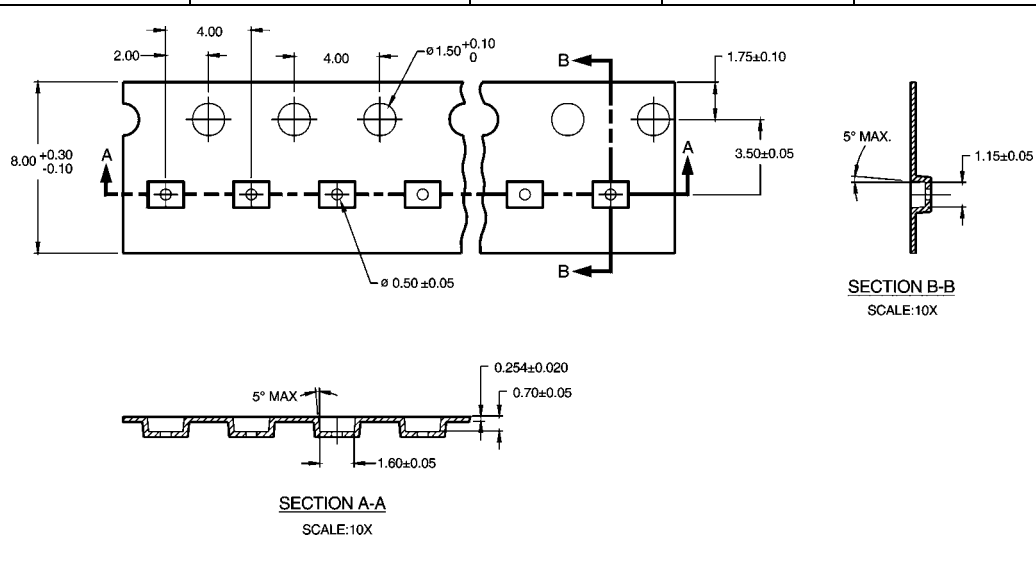 4.00
2.00
4.00
ø1.50 +0.10
0
B
1.75±0.10
8.00 +0.30
-0.10
A
A
3.50±0.05
5° MAX.
1.15±0.05
B
ø 0.50 ±0.05
SECTION B-B
SCALE:10X
0.254±0.020
0.70±0.05
5° MAX
1.60±0.05
SECTION A-A
SCALE:10X